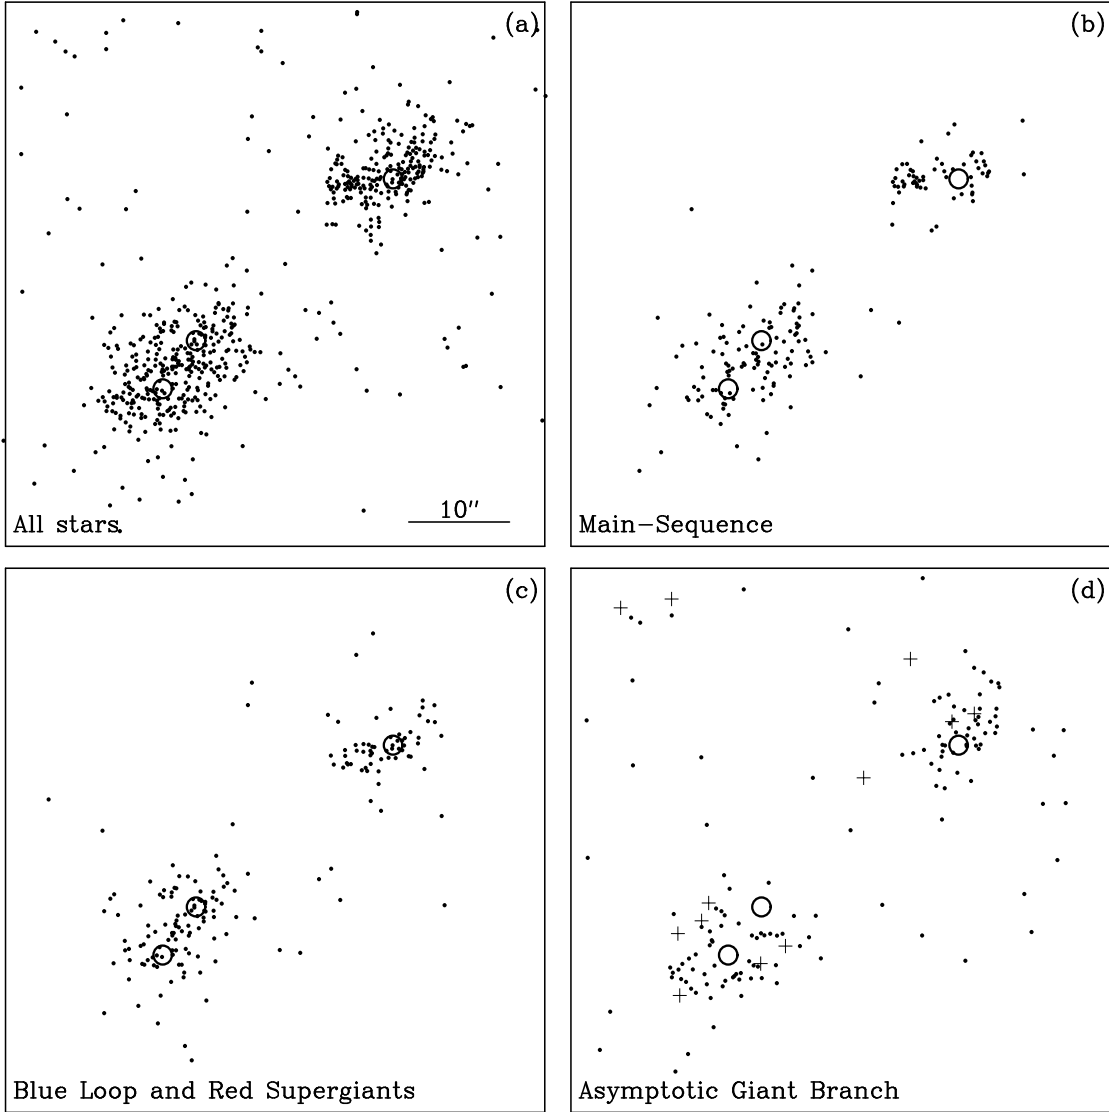 (a)
All stars.
10″
(b)
Main-Sequence
(c)
Blue Loop and Red Supergiants
(d)
Asymptotic Giant Branch